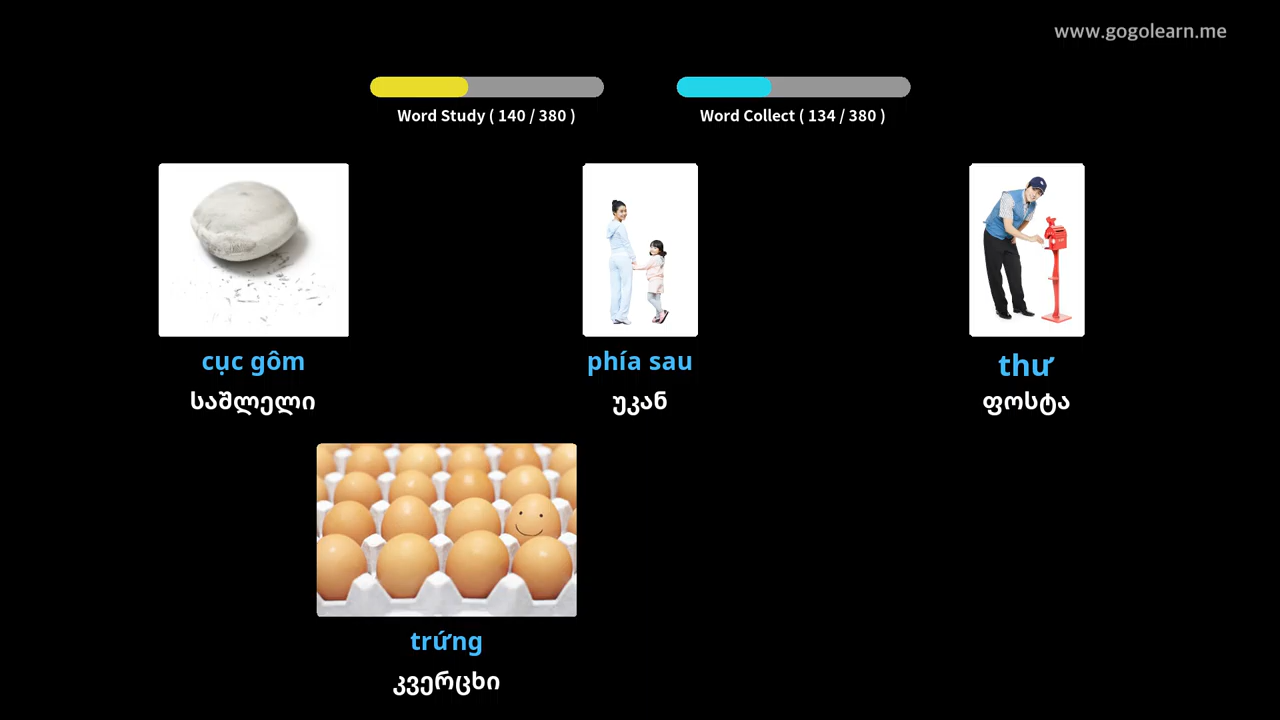 www.gogolearn.me
Word Study ( 140 / 380 )
Word Collect ( 134 / 380 )
cục gôm
საშლელი
phía sau
უკან
thư
ფოსტა
trứng
კვერცხი